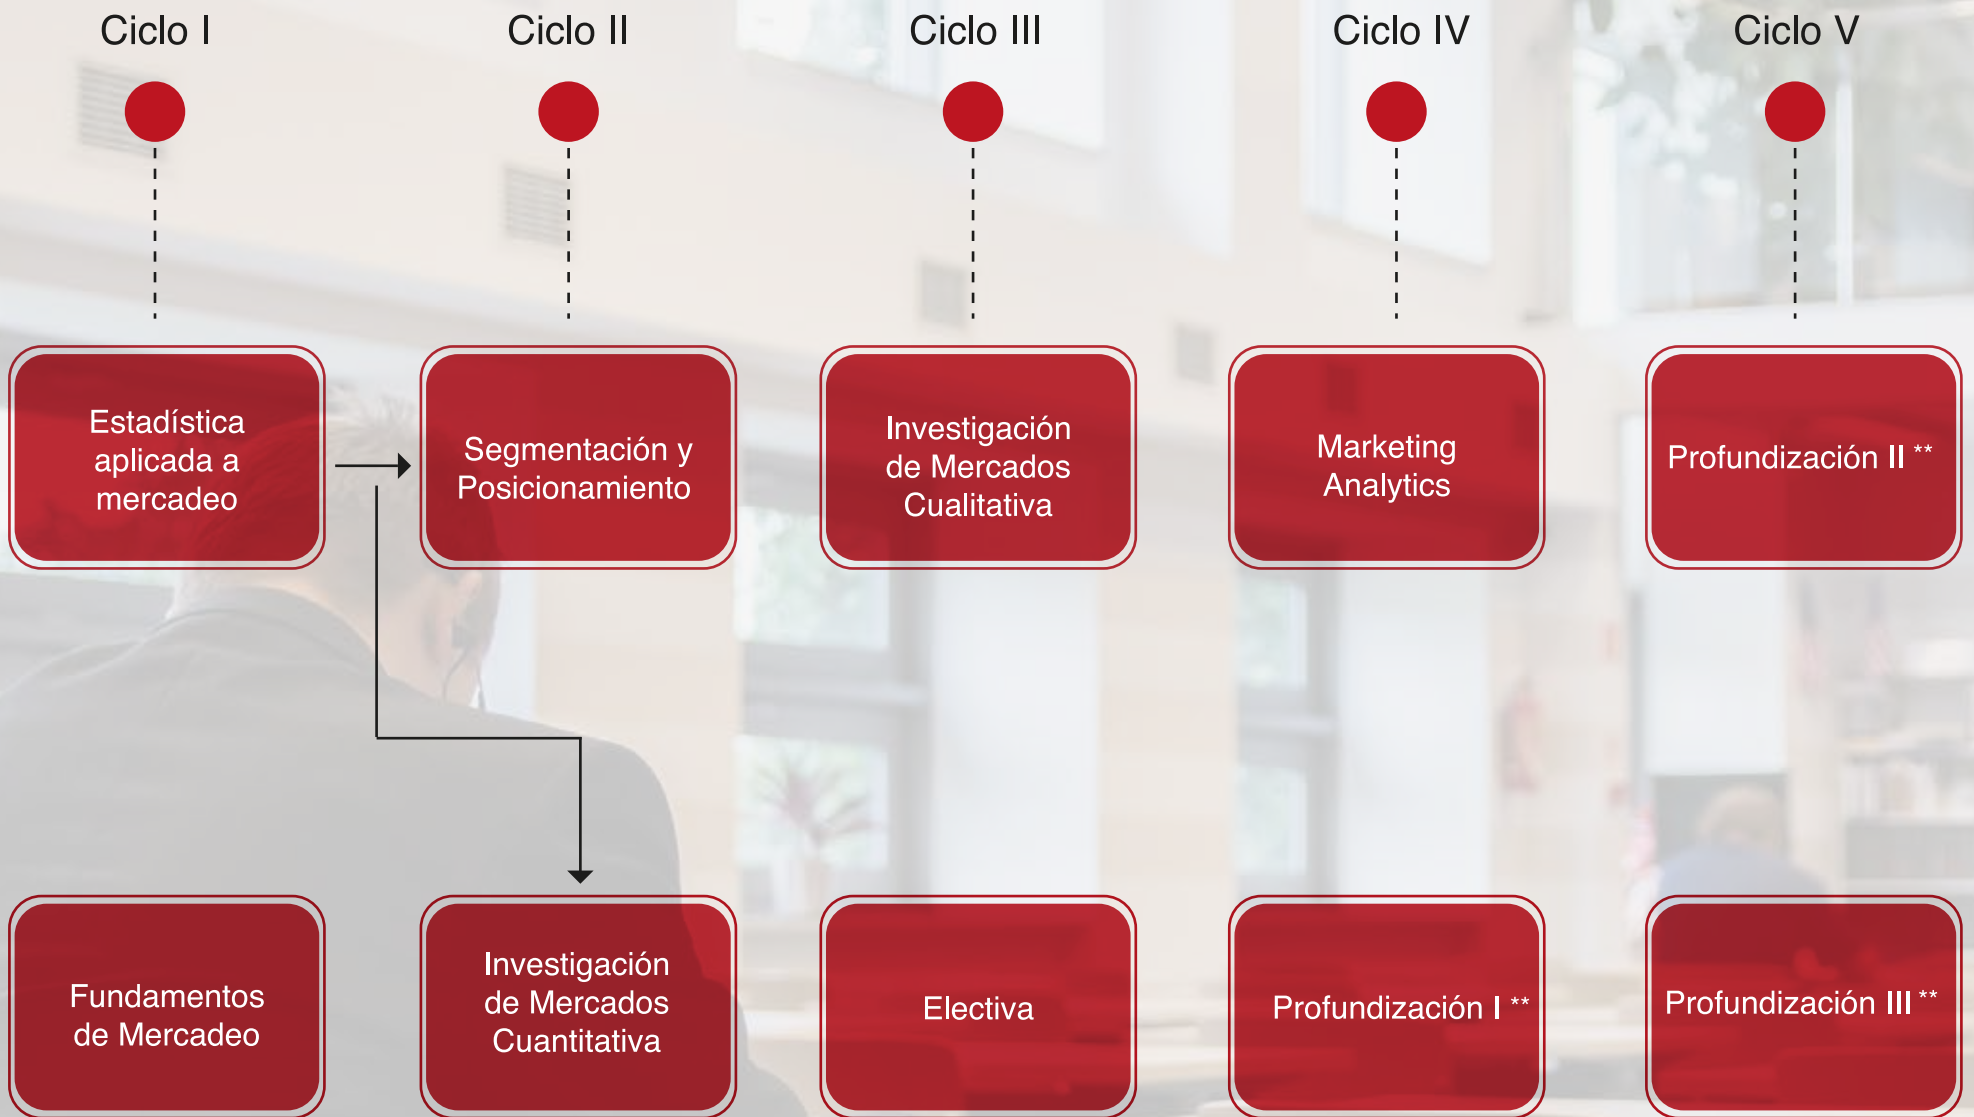 Ciclo I
Ciclo II
Ciclo III
Ciclo IV
Ciclo V
Estadística
aplicada a
mercadeo
Segmentación y
Posicionamiento
Investigación
de Mercados
Cualitativa
Marketing
Analytics
Profundización II **
Fundamentos
de Mercadeo
Investigación
de Mercados
Cuantitativa
Electiva
Profundización I **
Profundización III **